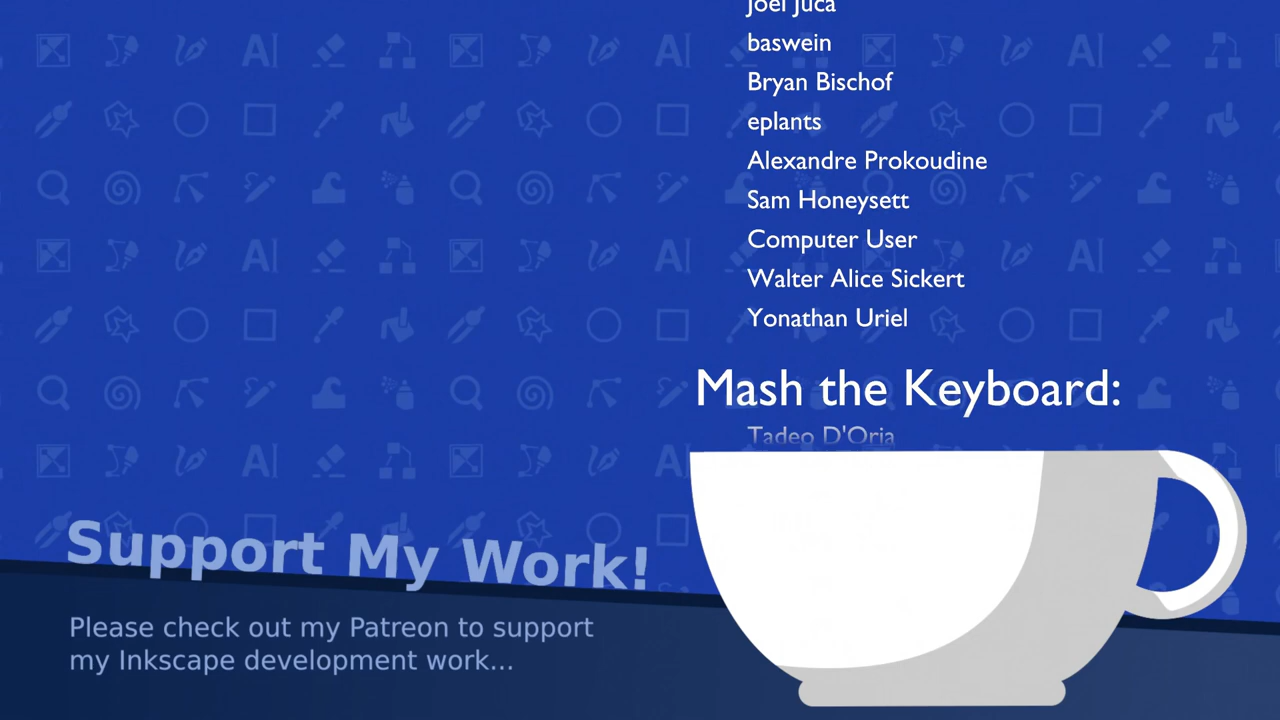 Joel Juca
baswein
Bryan Bischof
eplants
Alexandre Prokoudine
Sam Honeysett
Computer User
Walter Alice Sickert
Yonathan Uriel
Mash the Keyboard:
Tadeo D'Oria
Support My Work!
Please check out my Patreon to support
my Inkscape development work...